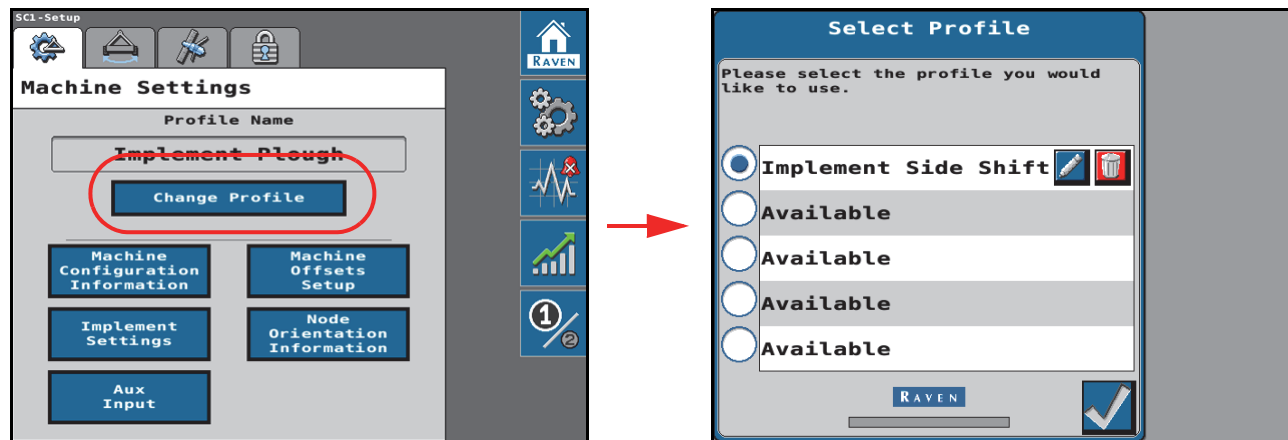 SC1-Setup
Machine Settings
Profile Name
Implement Plough
Change Profile
Machine
Configuration
Information
Machine
Offsets
Setup
Implement
Settings
Node
Orientation
Information
Aux
Input
RAVEN
1/2
Select Profile
Please select the profile you would
like to use.
Implement Side Shift
Available
Available
Available
Available
RAVEN